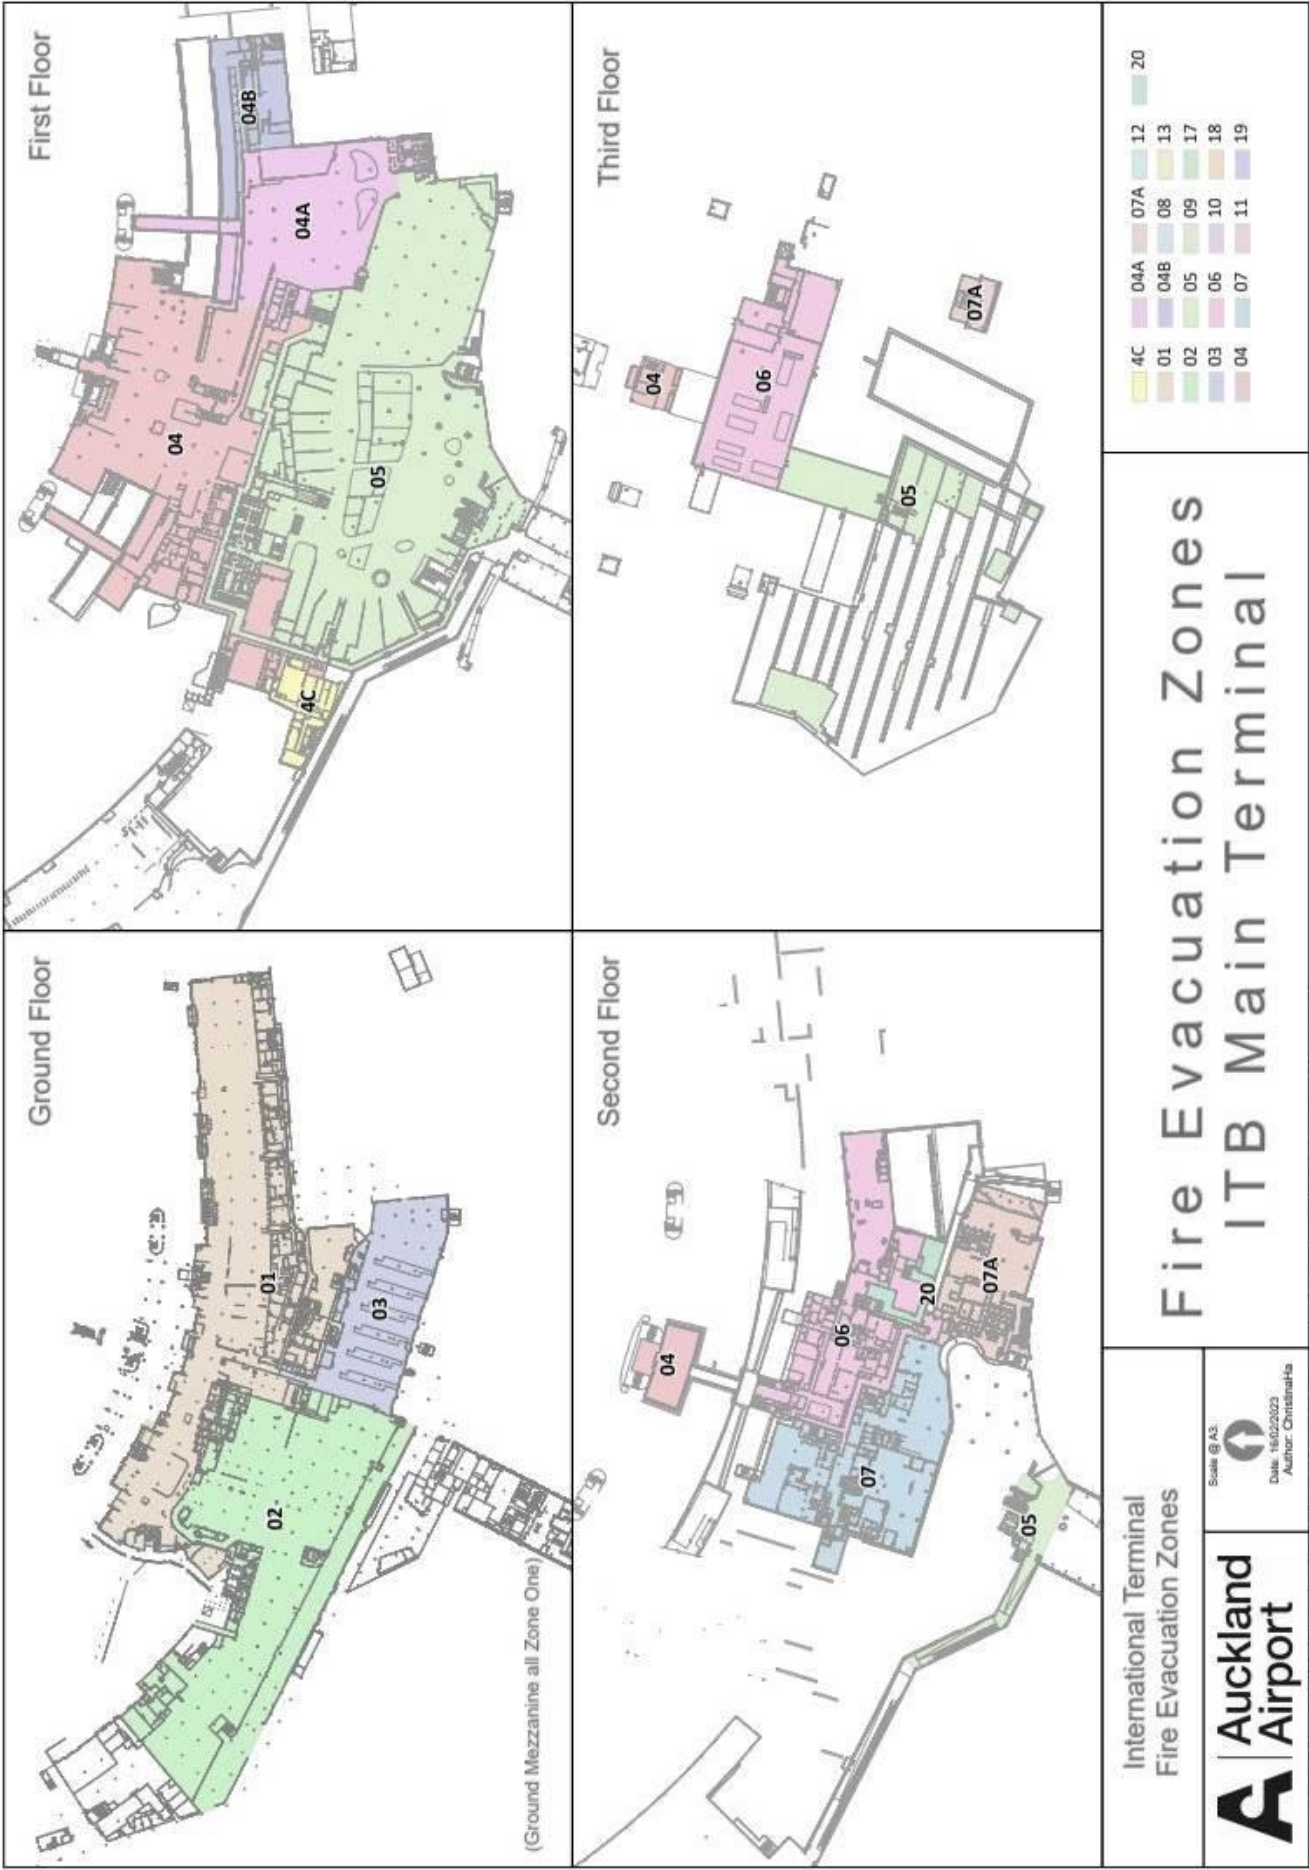 Ground Floor
01
02
03
(Ground Mezzanine all Zone One)
First Floor
04B
04A
04
05
4C
Second Floor
04
06
20
07A
07
05
Third Floor
04
06
07A
05
International Terminal
Fire Evacuation Zones
Auckland
Airport
Scale @ A3:
Date: 16/02/2023
Author: ChristinaHa
Fire Evacuation Zones
ITB Main Terminal
4C 04A 07A 12 20
01 04B 08 13
02 05 09 17
03 06 10 18
04 07 11 19